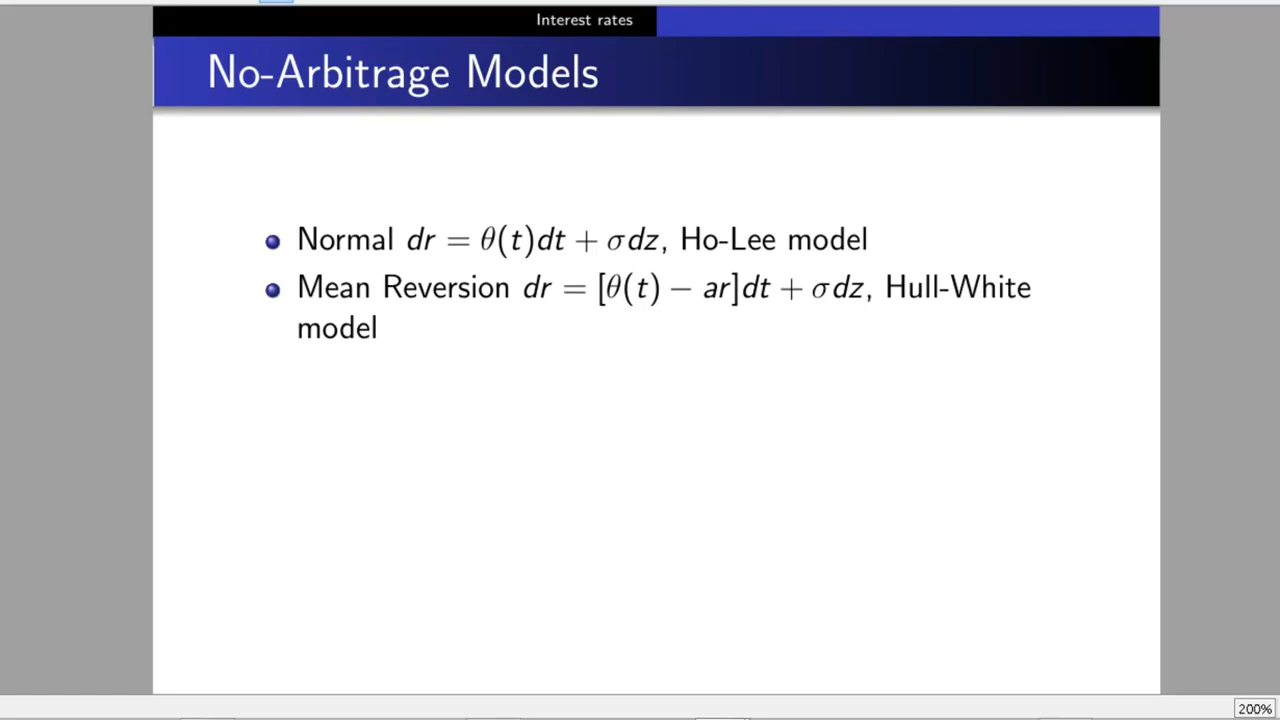 Interest rates
No-Arbitrage Models
Normal dr = θ(t)dt + σdz, Ho-Lee model
Mean Reversion dr = [θ(t) − ar]dt + σdz, Hull-White
model
200%